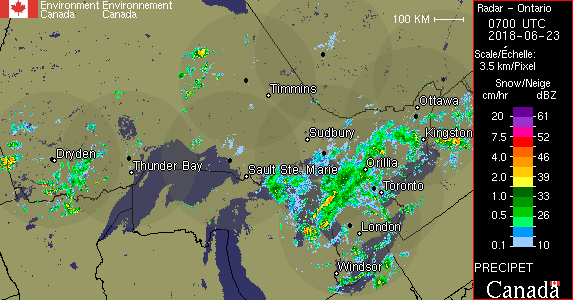 Environment Environnement
Canada Canada
100 KM
Timmins
Ottawa
Sudbury
Kingston
Dryden
Thunder Bay
Sault Ste. Marie
Orillia
Toronto
London
Windsor
Radar - Ontario
0700 UTC
2018-06-23
Scale/Échelle:
3.5 km/Pixel
Snow/Neige
cm/hr dBZ
20 61
7.5 52
4.0 46
2.0 39
1.0 33
0.5 26
0.1 10
PRECIPET
Canada